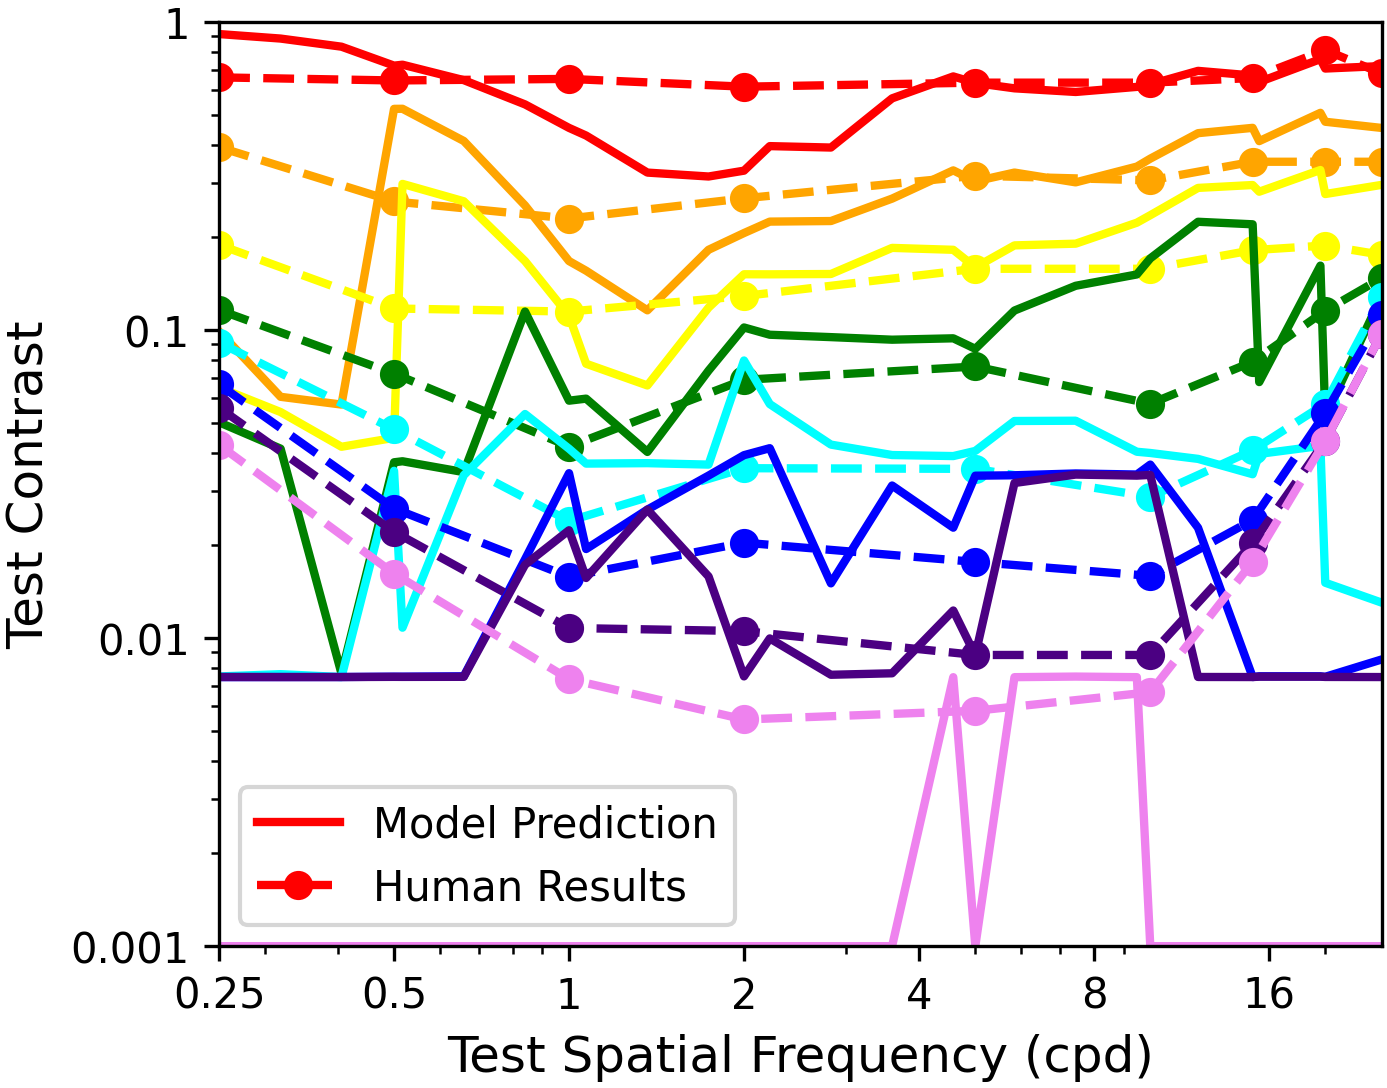 1
0.1
0.01
0.001
Test Contrast
Model Prediction
Human Results
0.25 0.5 1 2 4 8 16
Test Spatial Frequency (cpd)